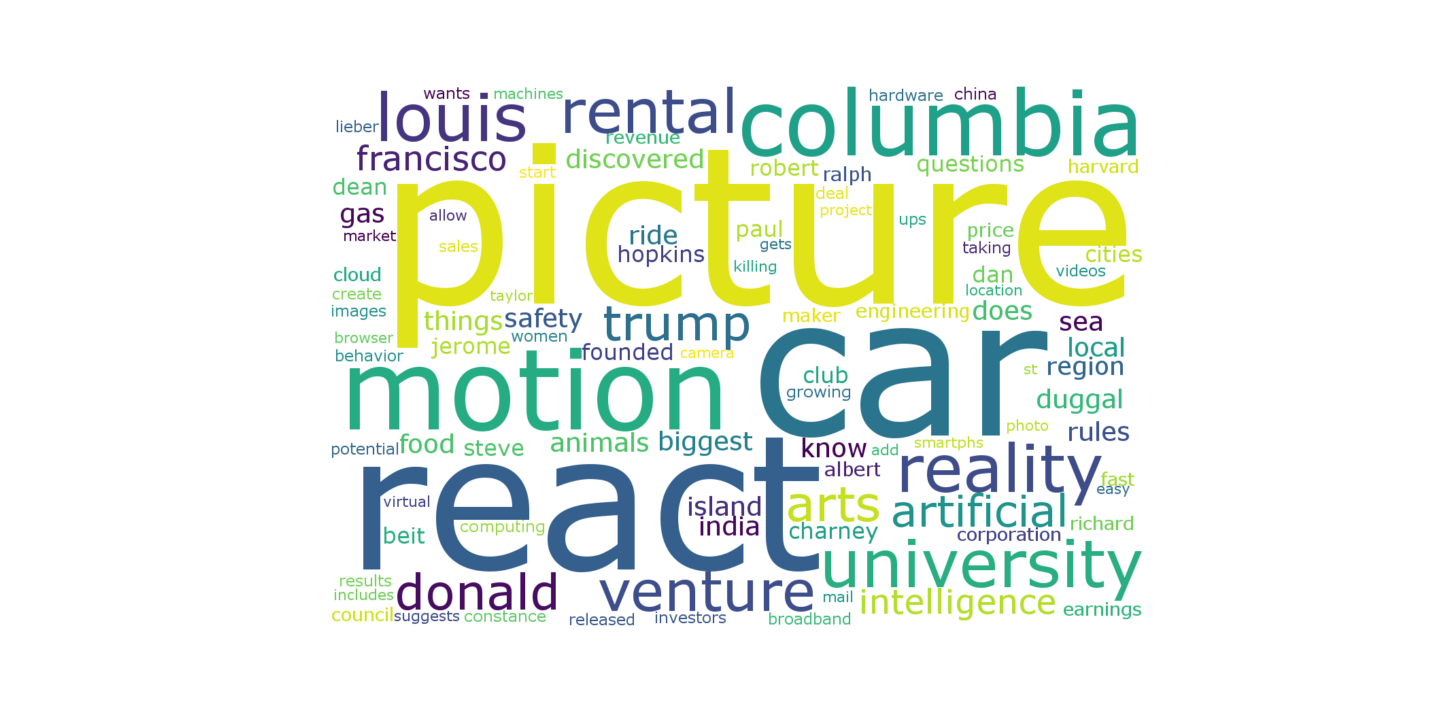 wants machines hardware china
lieber louis rental columbia
revenue
francisco discovered robert ralph questions harvard
start
dean picture deal
gas allow project ups
market sales ride paul price
hopkins gets taking cities
cloud killing dan videos
create taylor location
images things safety trump maker engineering does sea
browser jerome women
behavior founded camera local
motion car club st region
growing duggal
potential food steve animals biggest know add smartphs photo rules
react albert reality fast
virtual island arts artificial easy
beit computing india charney corporation richard
results donald venture university
includes mail intelligence earnings
council suggests constance released investors broadband